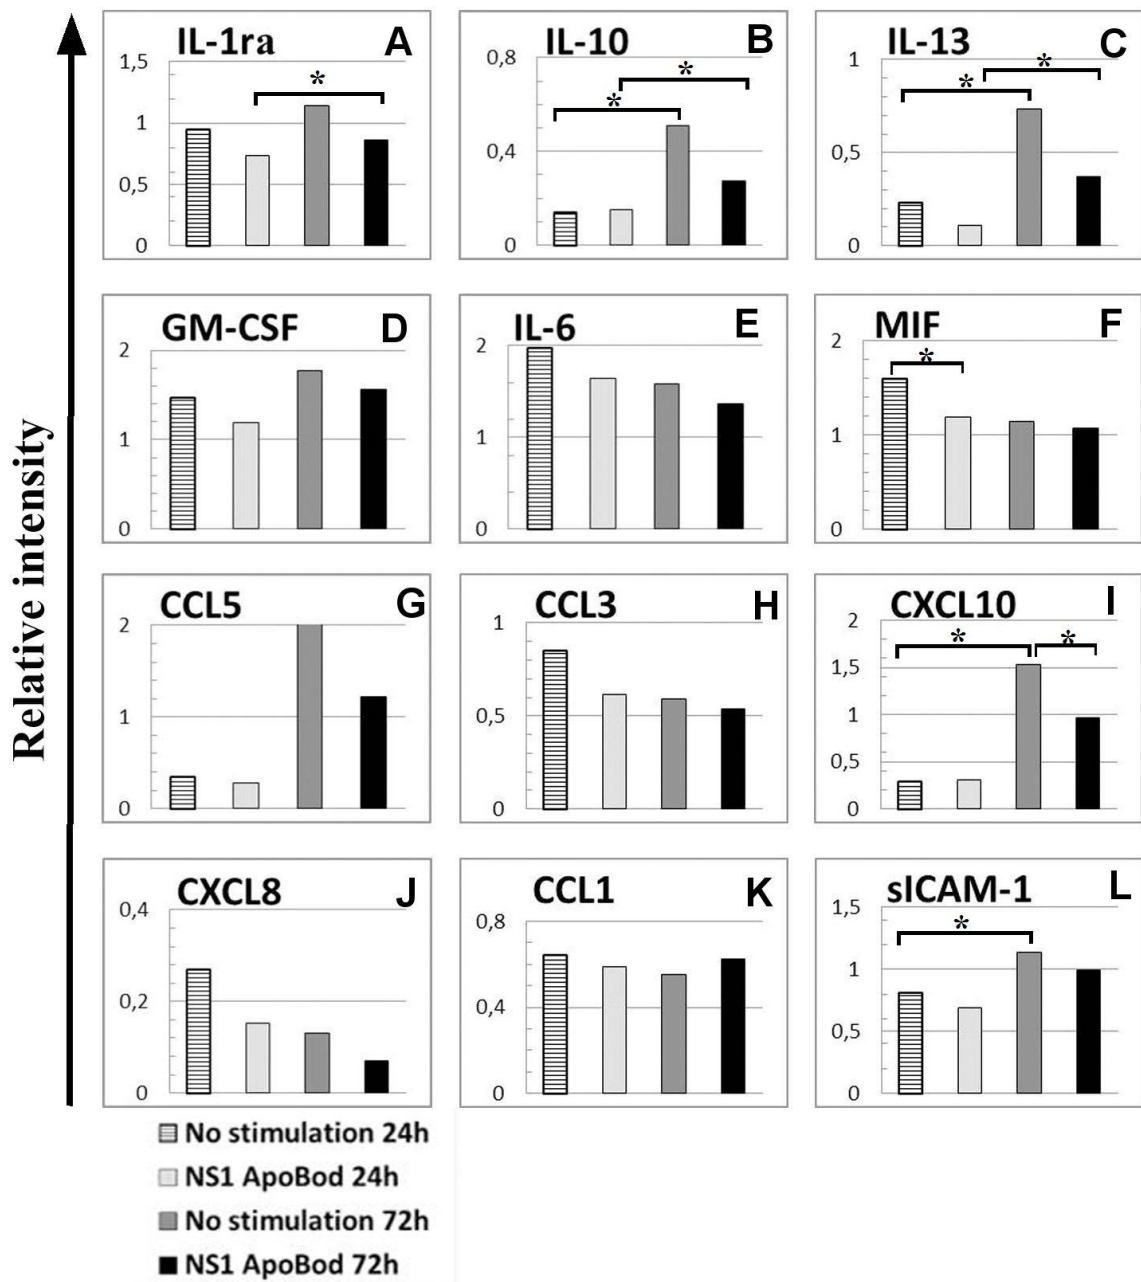 Relative intensity
IL-1ra A
1,5
*
1
0,5
0
IL-10 B
0,8
*
*
0,4
0
IL-13 C
1
*
*
0,5
0
GM-CSF D
2
1
0
IL-6 E
2
1
0
MIF F
2
*
1
0
CCL5 G
2
1
0
CCL3 H
1
0,5
0
CXCL10 I
2
*
*
1,5
1
0,5
0
CXCL8 J
0,4
0,2
0
CCL1 K
0,8
0,4
0
sICAM-1 L
1,5
*
1
0,5
0
No stimulation 24h
NS1 ApoBod 24h
No stimulation 72h
NS1 ApoBod 72h